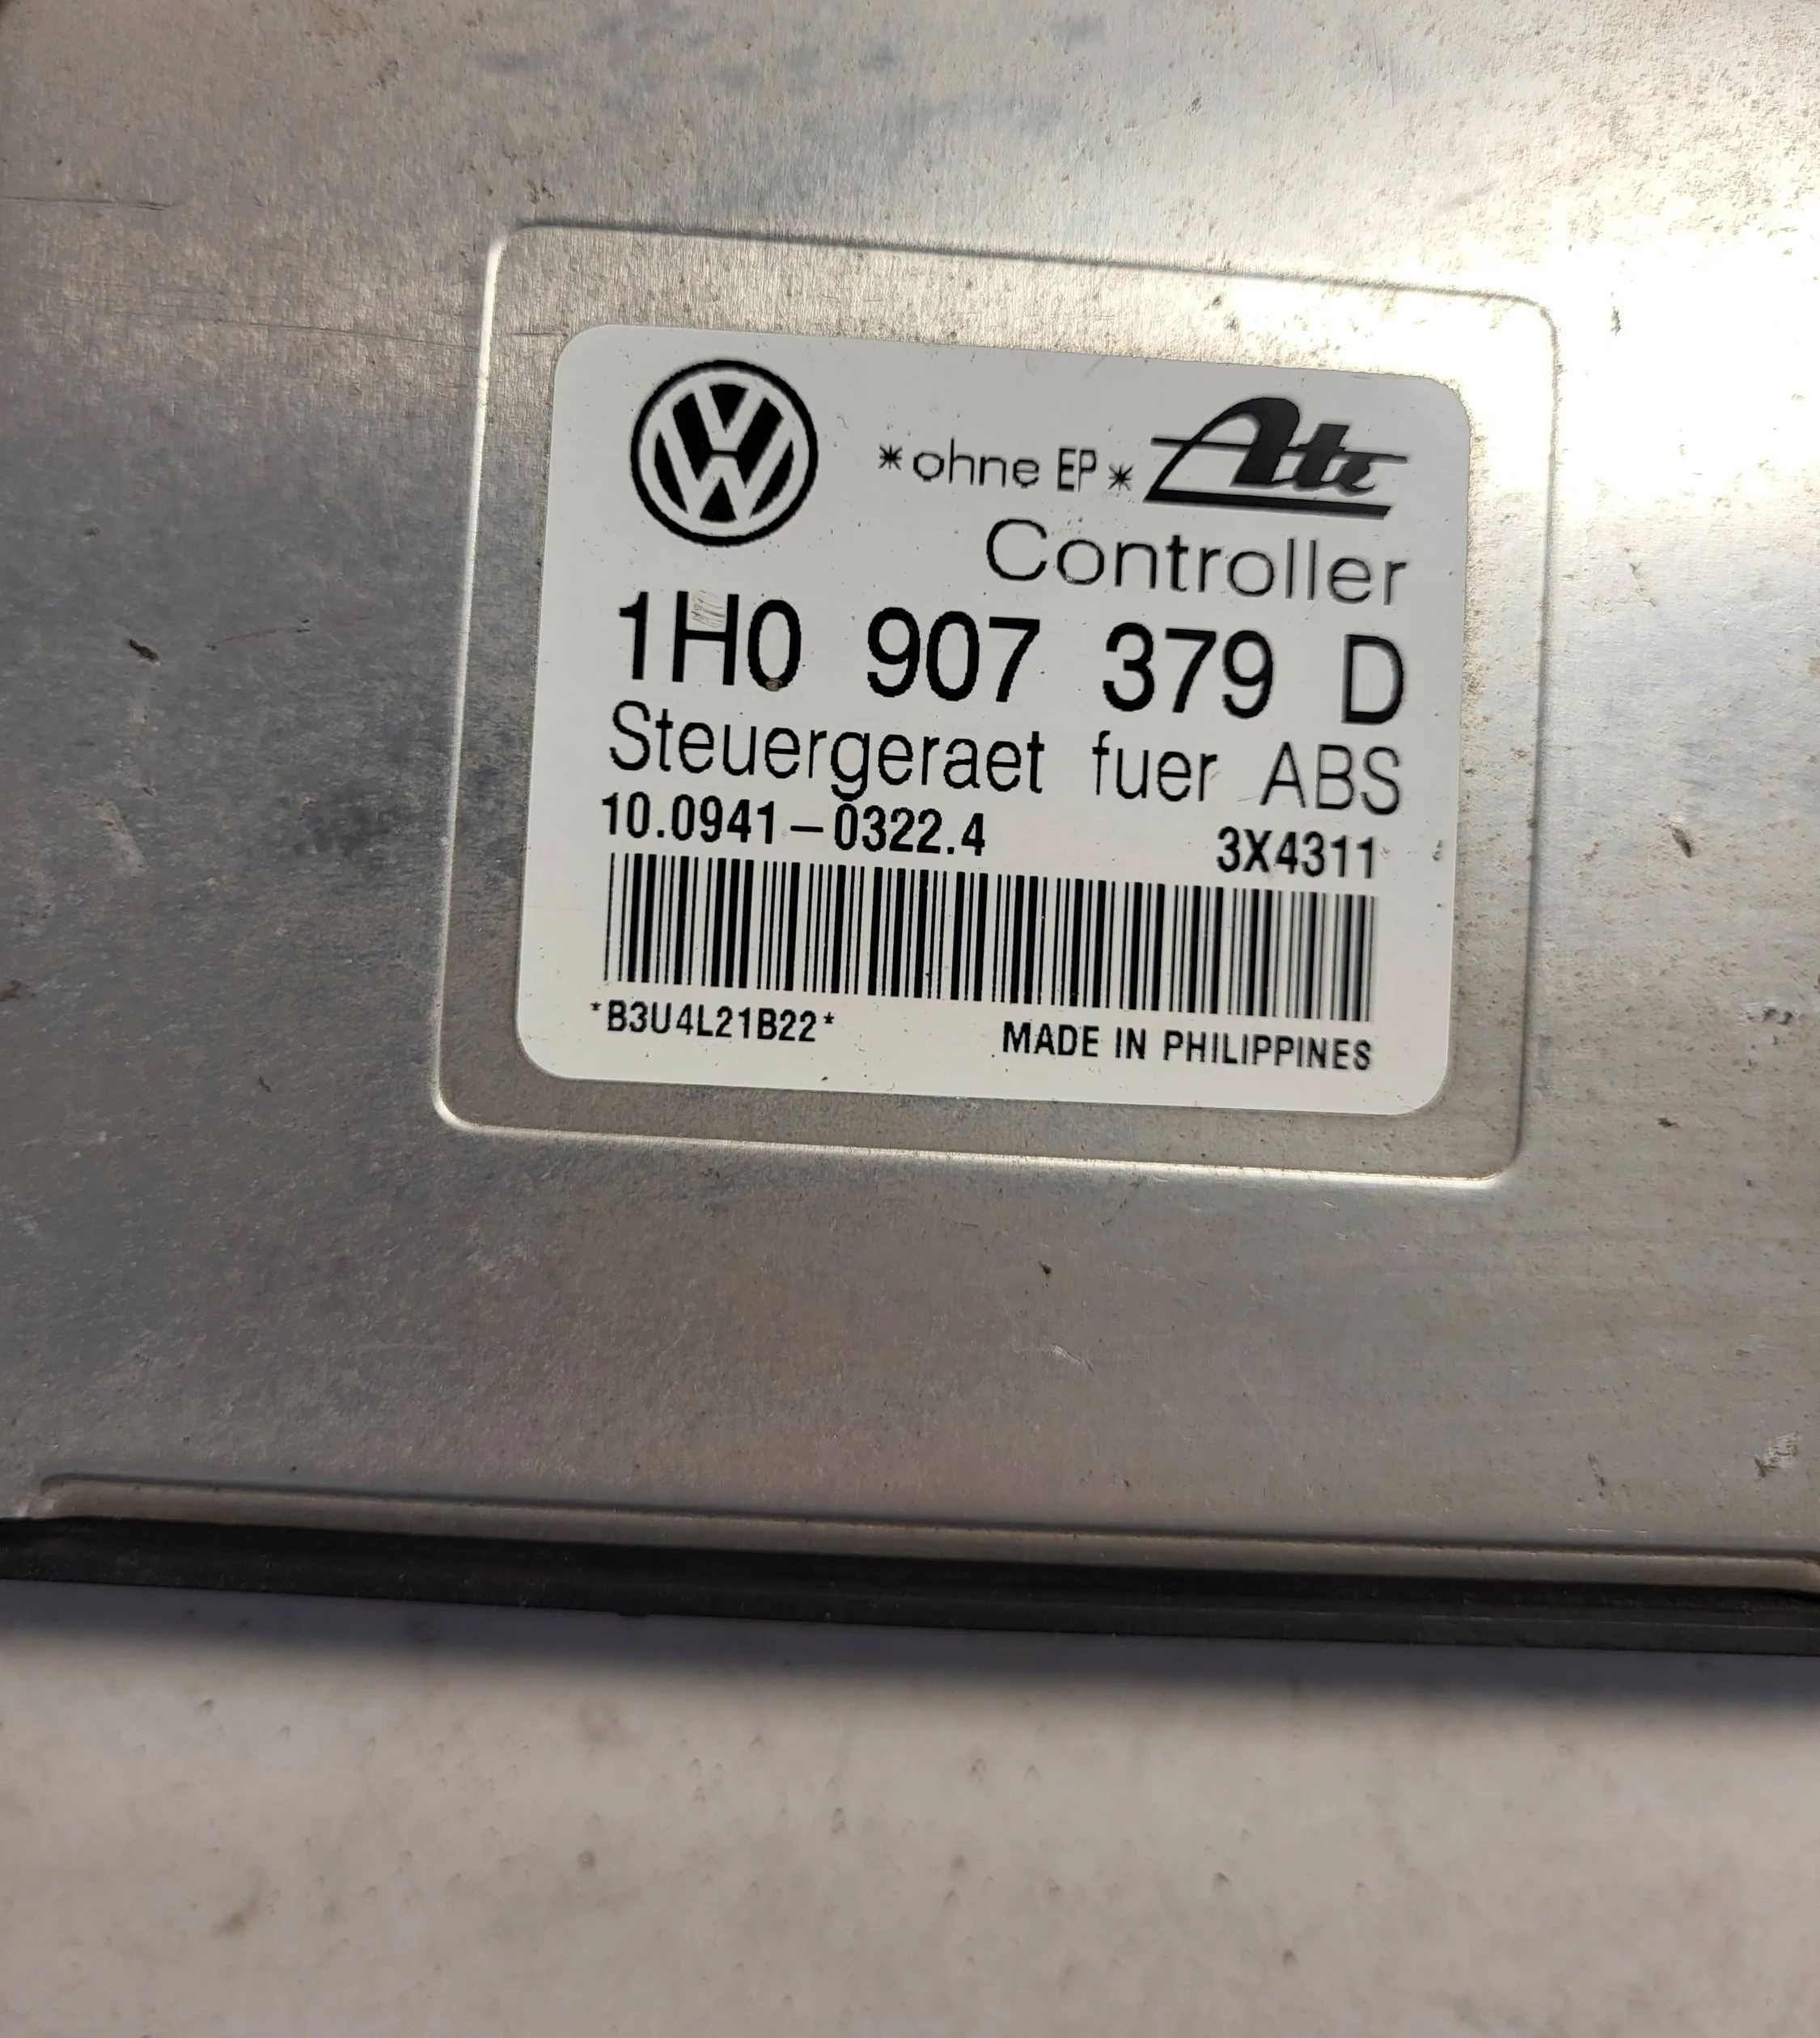 *ohne EP* Ate
Controller
1H0 907 379 D
Steuergeraet fuer ABS
10.0941-0322.4 3X4311
*B3U4L21B22* MADE IN PHILIPPINES